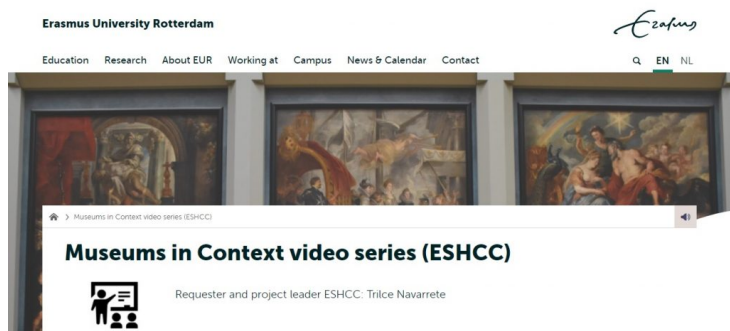 Erasmus University Rotterdam
Erasmus
Education Research About EUR Working at Campus News & Calendar Contact EN NL
Museums in Context video series (ESHCC)
Museums in Context video series (ESHCC)
Requester and project leader ESHCC: Trilce Navarrete